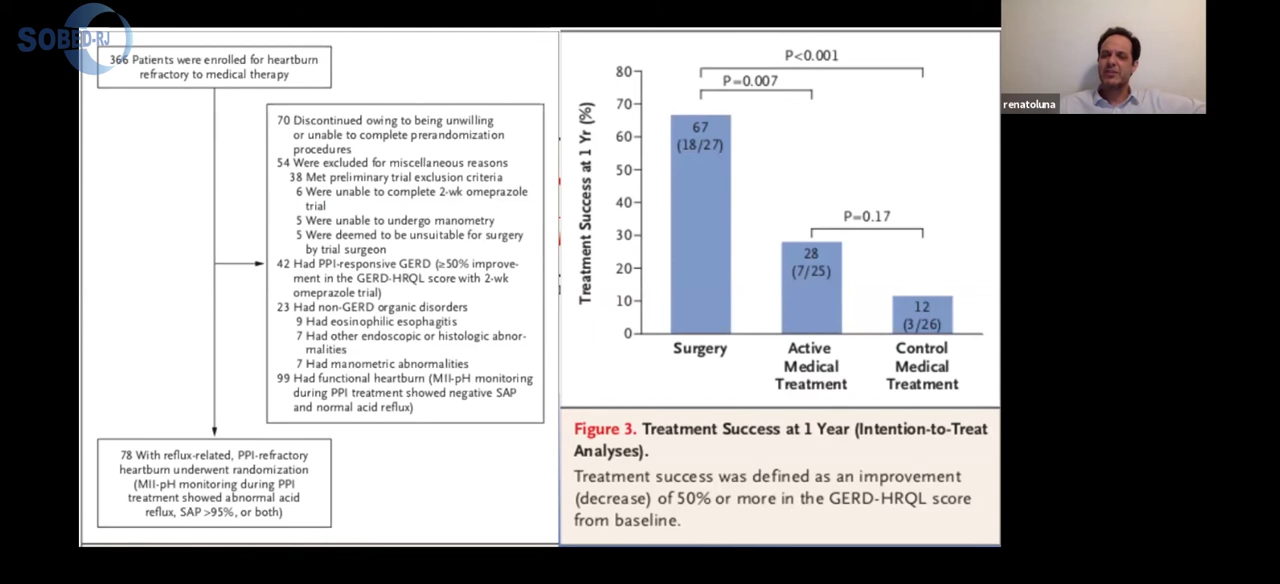 SOBED-RJ
366 Patients were enrolled for heartburn
refractory to medical therapy
70 Discontinued owing to being unwilling
or unable to complete prerandomization
procedures
54 Were excluded for miscellaneous reasons
38 Met preliminary trial exclusion criteria
6 Were unable to complete 2-wk omeprazole
trial
5 Were unable to undergo manometry
5 Were deemed to be unsuitable for surgery
by trial surgeon
42 Had PPI-responsive GERD (≥50% improve-
ment in the GERD-HRQL score with 2-wk
omeprazole trial)
23 Had non-GERD organic disorders
9 Had eosinophilic esophagitis
7 Had other endoscopic or histologic abnor-
malities
7 Had manometric abnormalities
99 Had functional heartburn (MII-pH monitoring
during PPI treatment showed negative SAP
and normal acid reflux)
78 With reflux-related, PPI-refractory
heartburn underwent randomization
(MII-pH monitoring during PPI
treatment showed abnormal acid
reflux, SAP >95%, or both)
Treatment Success at 1 Yr (%)
80
70
60
50
40
30
20
10
0
P<0.001
P=0.007
P=0.17
67
(18/27)
28
(7/25)
12
(3/26)
Surgery
Active
Medical
Treatment
Control
Medical
Treatment
Figure 3. Treatment Success at 1 Year (Intention-to-Treat
Analyses).
Treatment success was defined as an improvement
(decrease) of 50% or more in the GERD-HRQL score
from baseline.
renatoluna